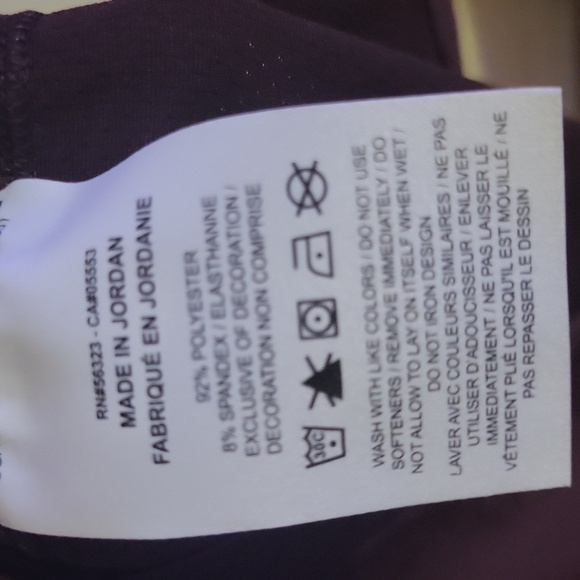 RN#56323 - CA#05553
MADE IN JORDAN
FABRIQUÉ EN JORDANIE
92% POLYESTER
8% SPANDEX / ELASTHANNE
EXCLUSIVE OF DECORATION /
DECORATION NON COMPRISE
30C
WASH WITH LIKE COLORS / DO NOT USE
SOFTENERS / REMOVE IMMEDIATELY / DO
NOT ALLOW TO LAY ON ITSELF WHEN WET /
DO NOT IRON DESIGN
LAVER AVEC COULEURS SIMILAIRES / NE PAS
UTILISER D'ADOUCISSEUR / ENLEVER
IMMEDIATEMENT / NE PAS LAISSER LE
VÊTEMENT PLIÉ LORSQU'IL EST MOUILLÉ / NE
PAS REPASSER LE DESSIN